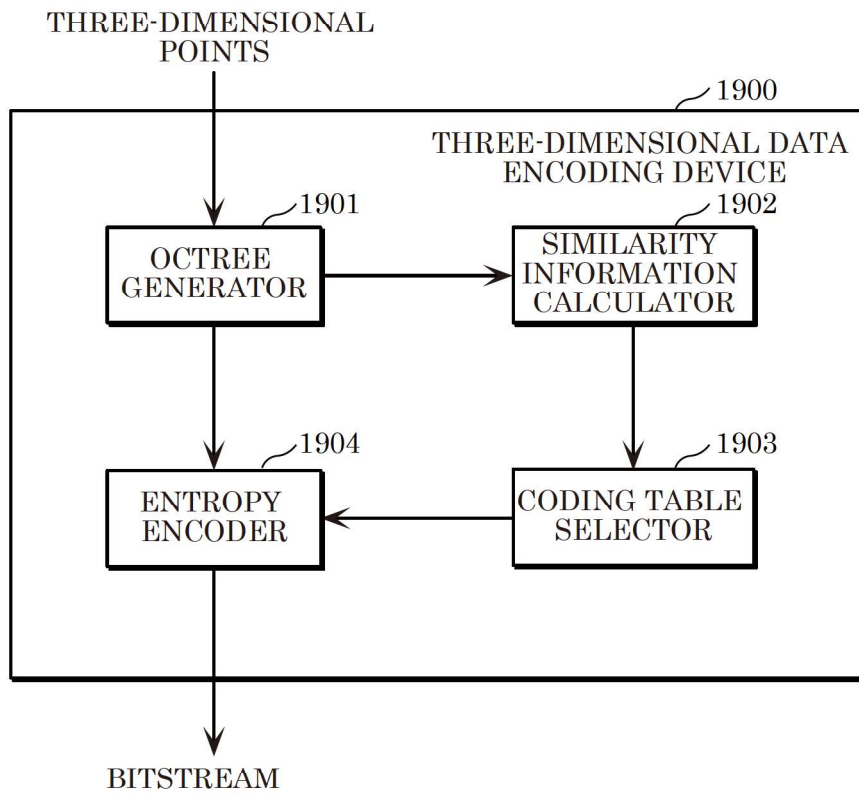 THREE-DIMENSIONAL
POINTS
1900
THREE-DIMENSIONAL DATA
ENCODING DEVICE
1901
OCTREE
GENERATOR
1902
SIMILARITY
INFORMATION
CALCULATOR
1904
ENTROPY
ENCODER
1903
CODING TABLE
SELECTOR
BITSTREAM